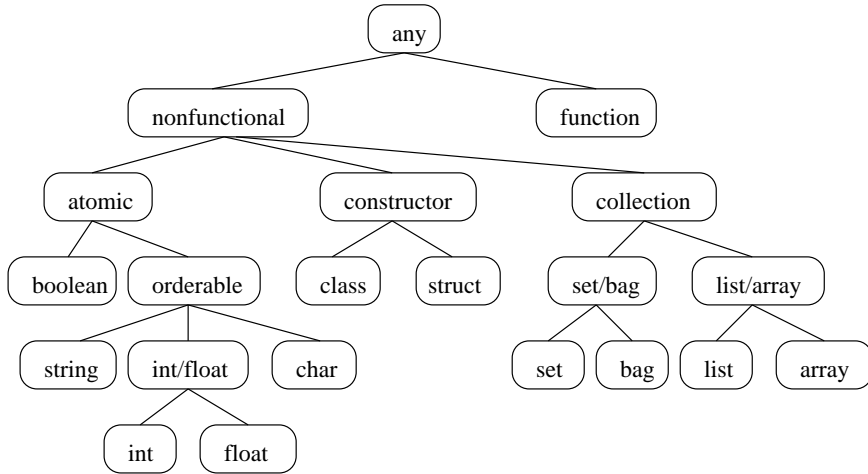 any
nonfunctional
function
atomic
constructor
collection
boolean
orderable
class
struct
set/bag
list/array
string
int/float
char
set
bag
list
array
int
float